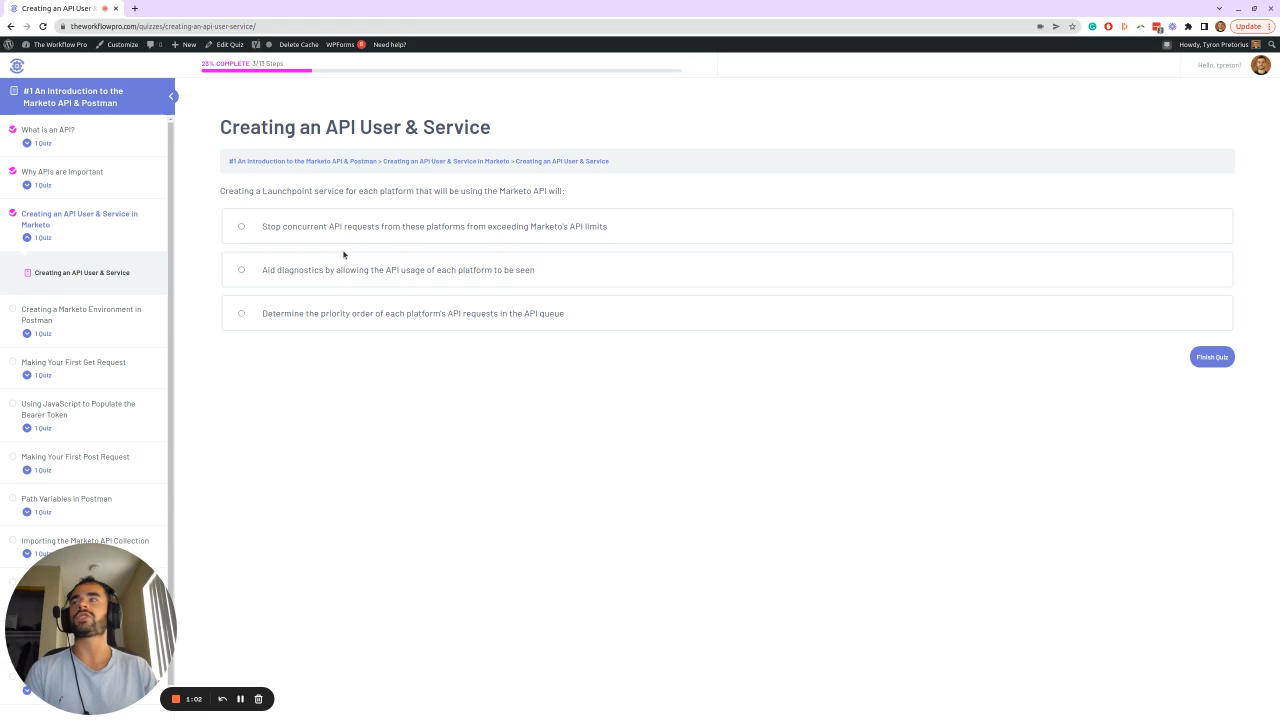 Creating an API User &
theworkflowpro.com/quizzes/creating-an-api-user-service/
Update
The Workflow Pro
Customize
0
New
Edit Quiz
Delete Cache
WPForms
8
Need help?
Howdy, Tyron Pretorius
23% COMPLETE 3/13 Steps
Hello, t.pretori!
#1 An Introduction to the
Marketo API & Postman
What is an API?
1 Quiz
Why APIs are Important
1 Quiz
Creating an API User & Service in
Marketo
1 Quiz
Creating an API User & Service
Creating a Marketo Environment in
Postman
1 Quiz
Making Your First Get Request
1 Quiz
Using JavaScript to Populate the
Bearer Token
1 Quiz
Making Your First Post Request
1 Quiz
Path Variables in Postman
1 Quiz
Importing the Marketo API Collection
Creating an API User & Service
#1 An Introduction to the Marketo API & Postman > Creating an API User & Service in Marketo > Creating an API User & Service
Creating a Launchpoint service for each platform that will be using the Marketo API will:
Stop concurrent API requests from these platforms from exceeding Marketo's API limits
Aid diagnostics by allowing the API usage of each platform to be seen
Determine the priority order of each platform's API requests in the API queue
Finish Quiz
1:02